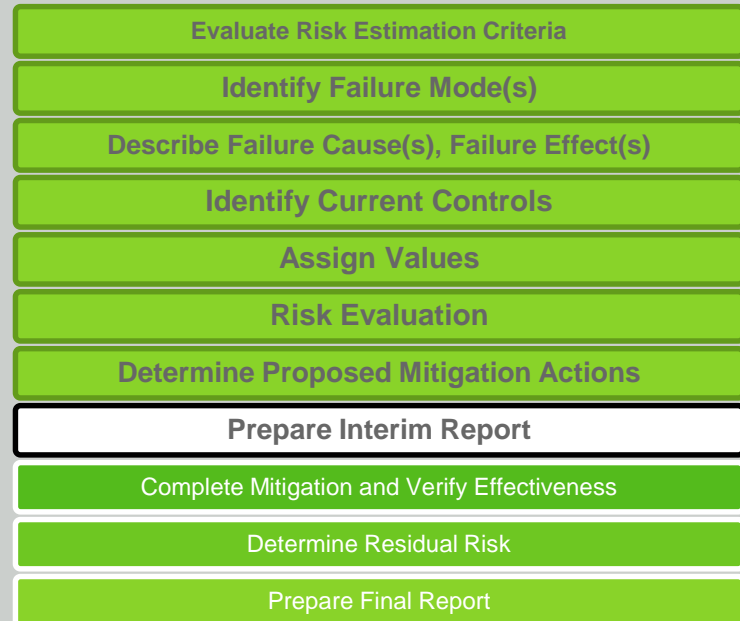 Evaluate Risk Estimation Criteria
Identify Failure Mode(s)
Describe Failure Cause(s), Failure Effect(s)
Identify Current Controls
Assign Values
Risk Evaluation
Determine Proposed Mitigation Actions
Prepare Interim Report
Complete Mitigation and Verify Effectiveness
Determine Residual Risk
Prepare Final Report